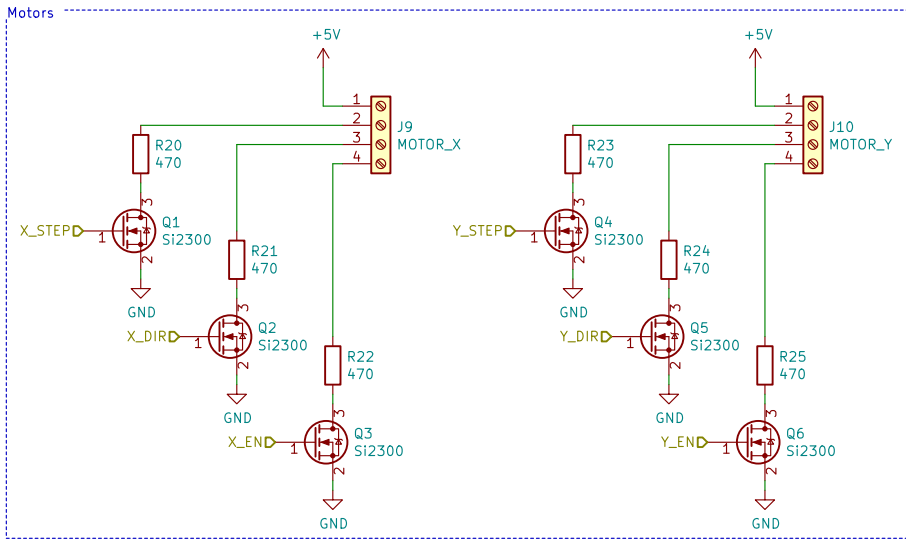 Motors
+5V
1
2
3
4
J9
MOTOR_X
R20
470
X_STEP
1
3
2
Q1
Si2300
GND
R21
470
X_DIR
1
3
2
Q2
Si2300
GND
R22
470
X_EN
1
3
2
Q3
Si2300
GND
+5V
1
2
3
4
J10
MOTOR_Y
R23
470
Y_STEP
1
3
2
Q4
Si2300
GND
R24
470
Y_DIR
1
3
2
Q5
Si2300
GND
R25
470
Y_EN
1
3
2
Q6
Si2300
GND